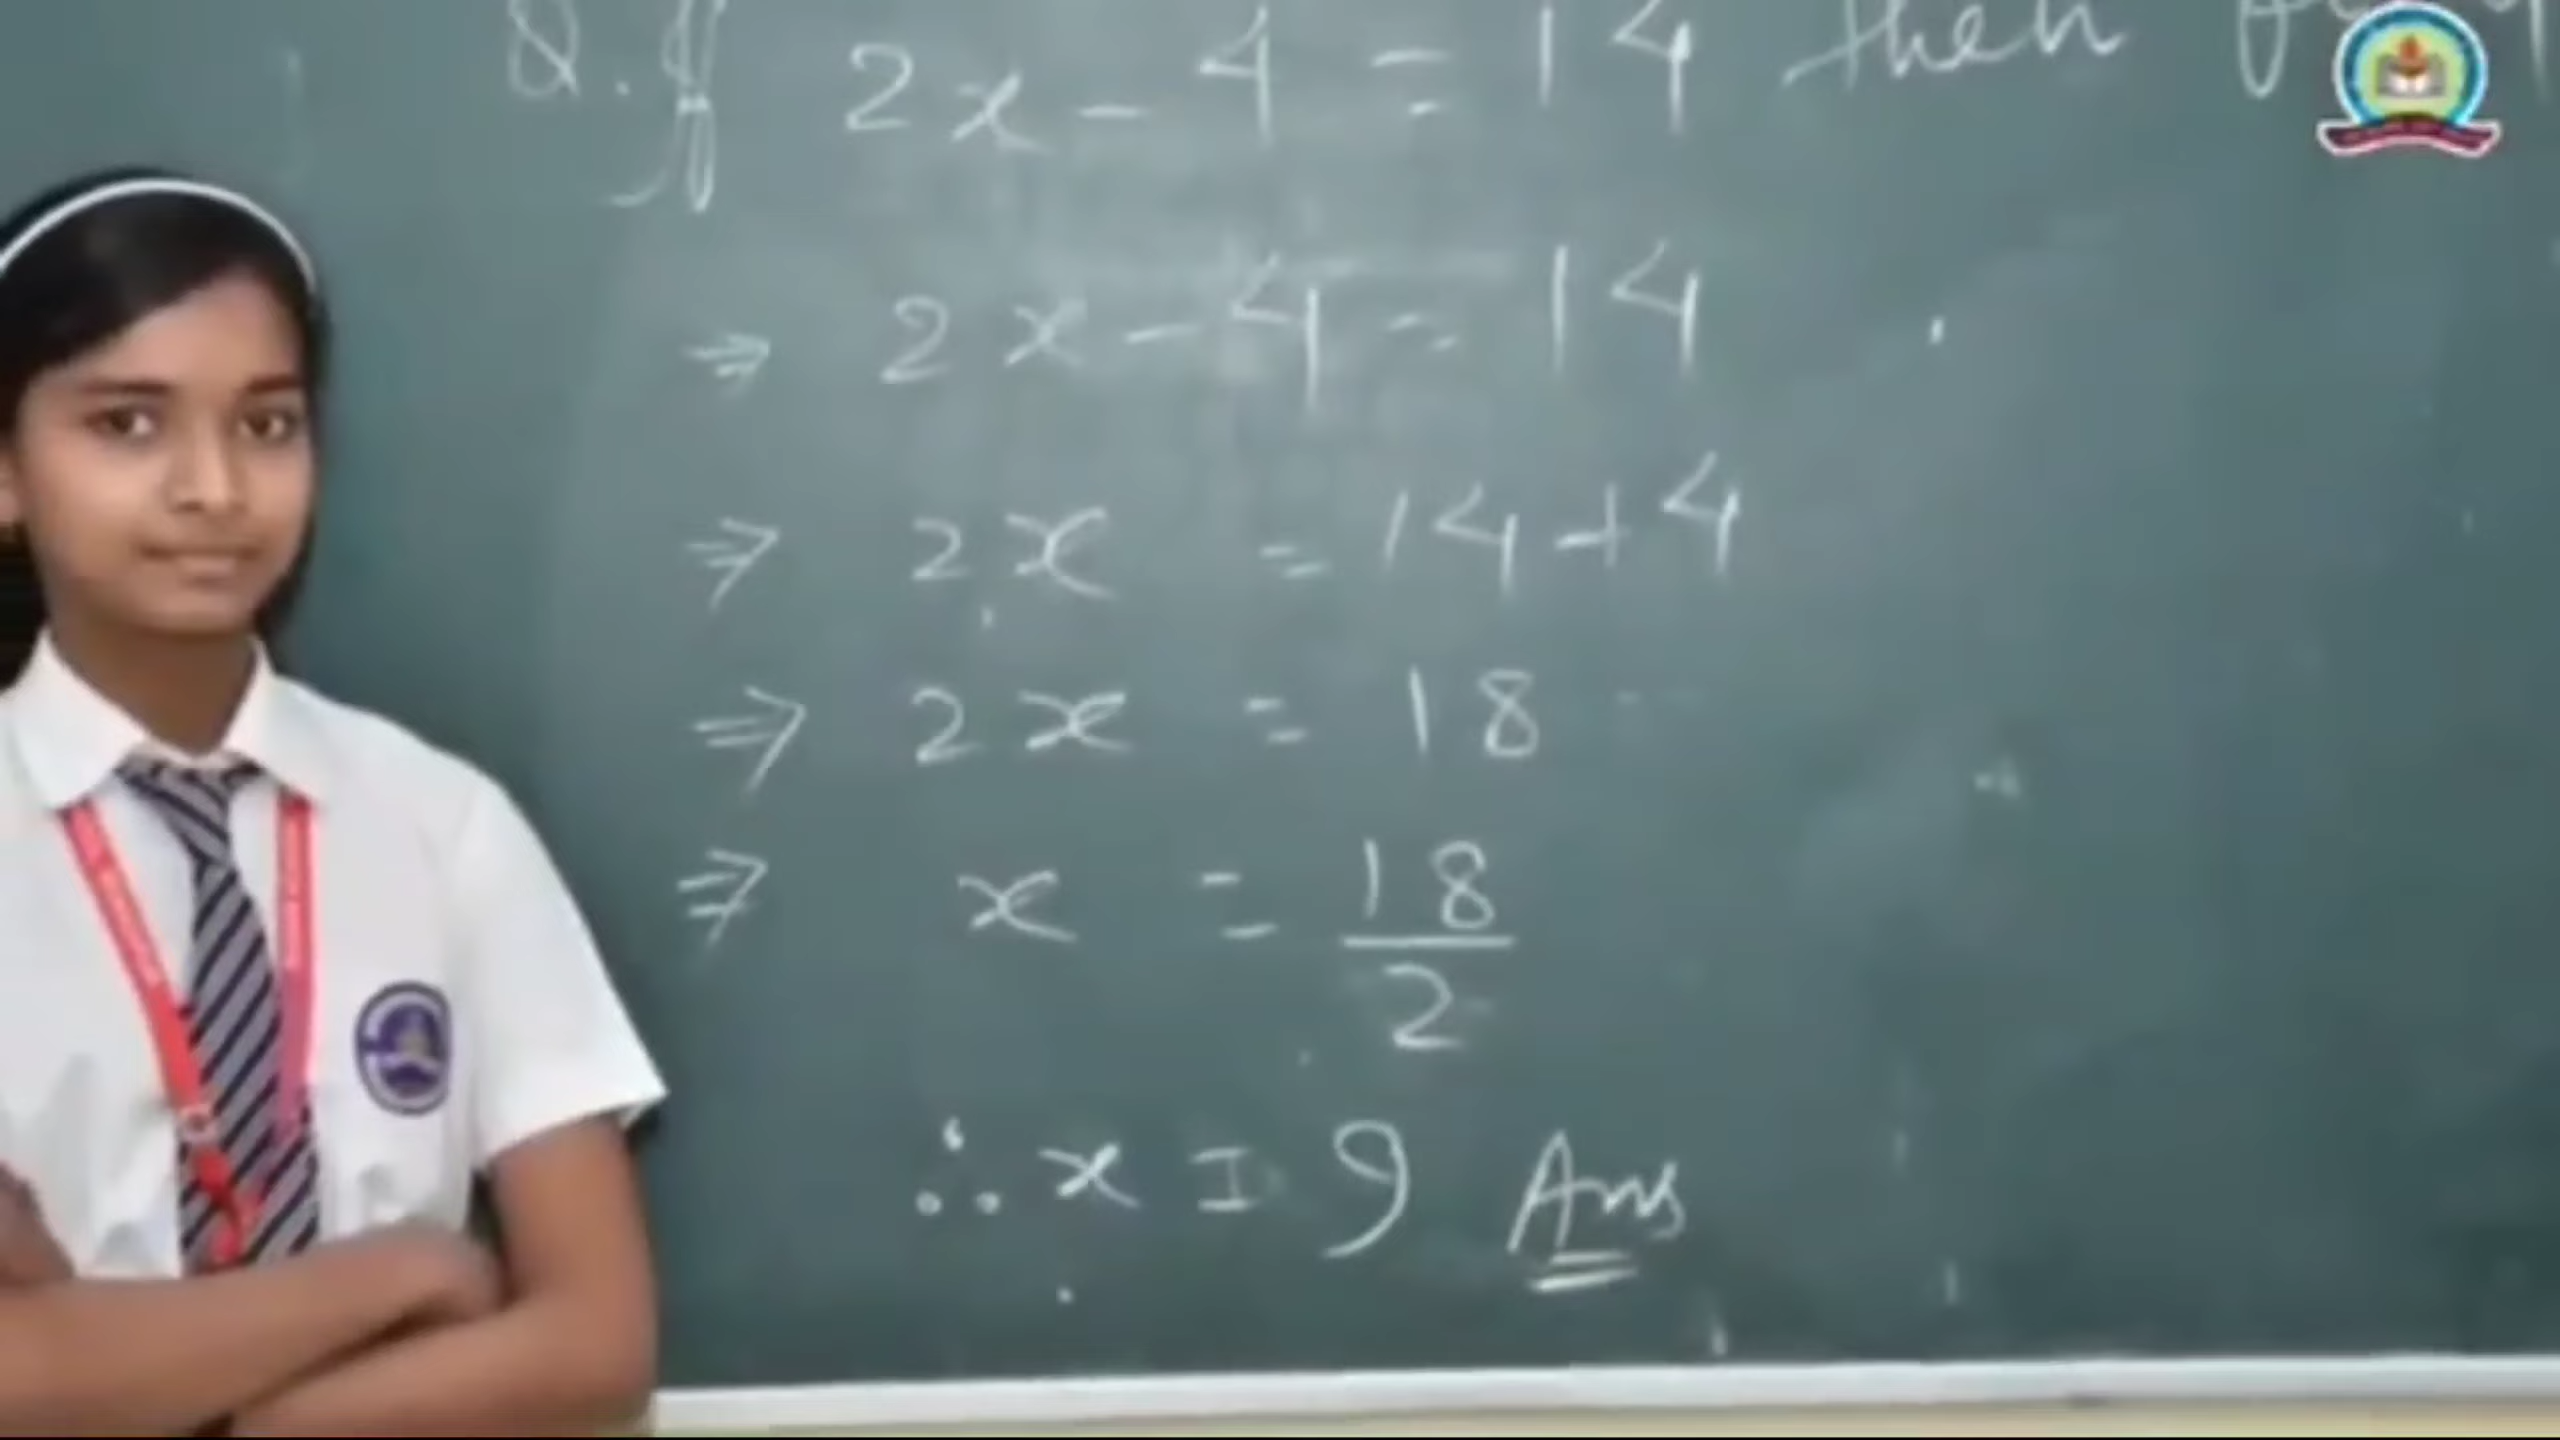 Q. If 2x - 4 = 14 then
⇒ 2x - 4 = 14
⇒ 2x = 14 + 4
⇒ 2x = 18
⇒ x = 18/2
∴ x = 9 Ans